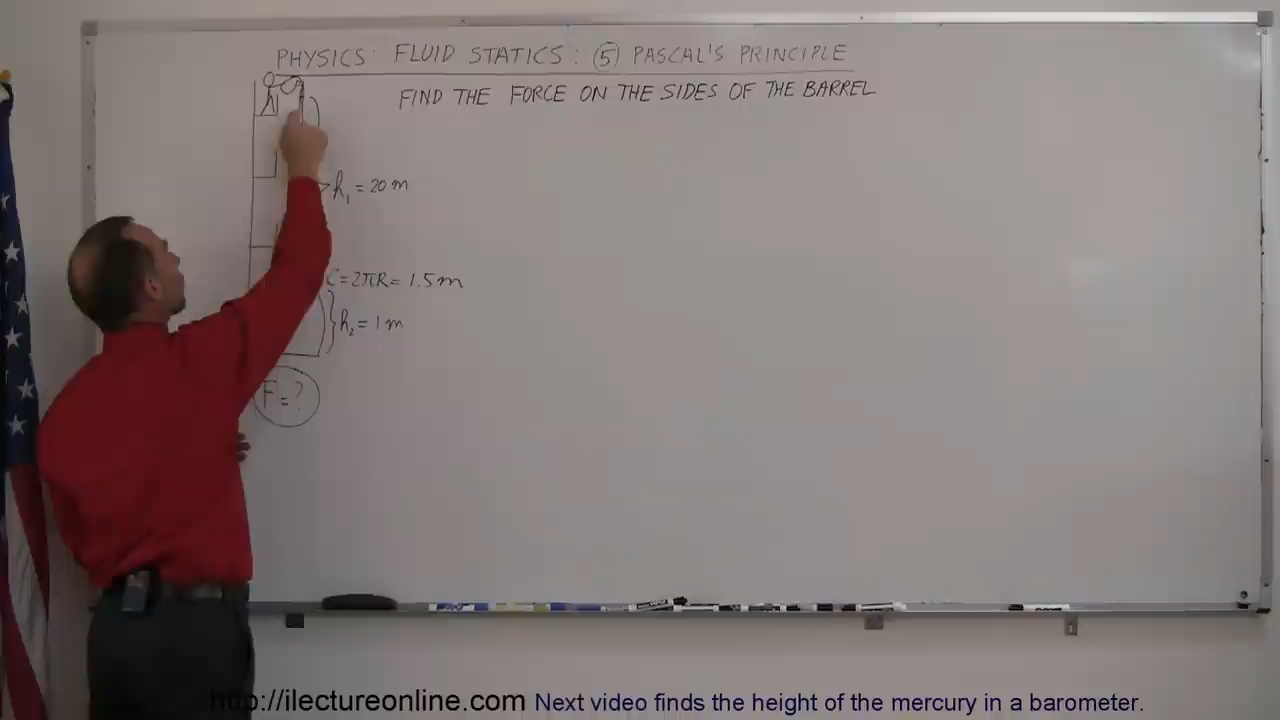 PHYSICS: FLUID STATICS: ⑤ PASCAL'S PRINCIPLE
FIND THE FORCE ON THE SIDES OF THE BARREL
h₁ = 20 m
C = 2πR = 1.5 m
h₂ = 1 m
F = ?
http://ilectureonline.com Next video finds the height of the mercury in a barometer.